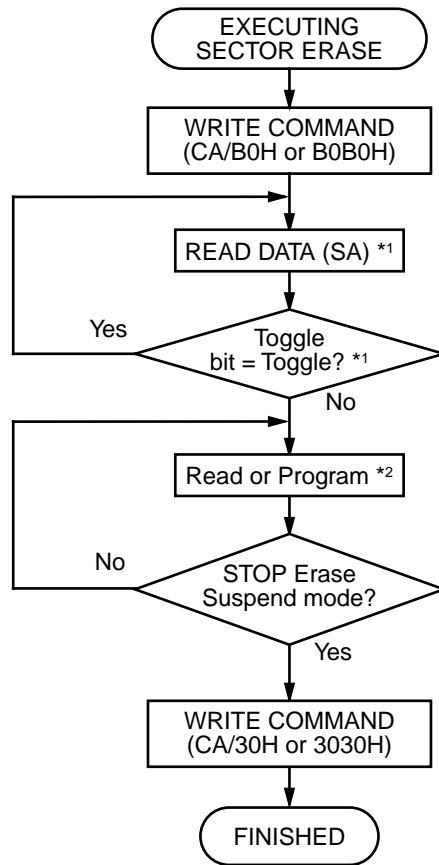 EXECUTING
SECTOR ERASE
WRITE COMMAND
(CA/B0H or B0B0H)
READ DATA (SA) *1
Yes
Toggle
bit = Toggle? *1
No
Read or Program *2
No
STOP Erase
Suspend mode?
Yes
WRITE COMMAND
(CA/30H or 3030H)
FINISHED